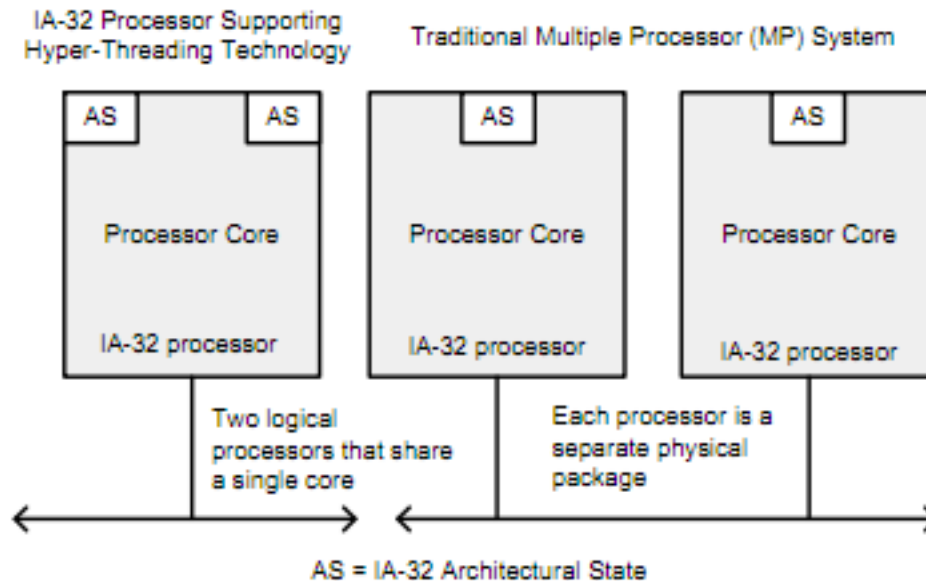 IA-32 Processor Supporting
Hyper-Threading Technology
Traditional Multiple Processor (MP) System
AS
AS
AS
AS
Processor Core
Processor Core
Processor Core
IA-32 processor
IA-32 processor
IA-32 processor
Two logical
processors that share
a single core
Each processor is a
separate physical
package
AS = IA-32 Architectural State